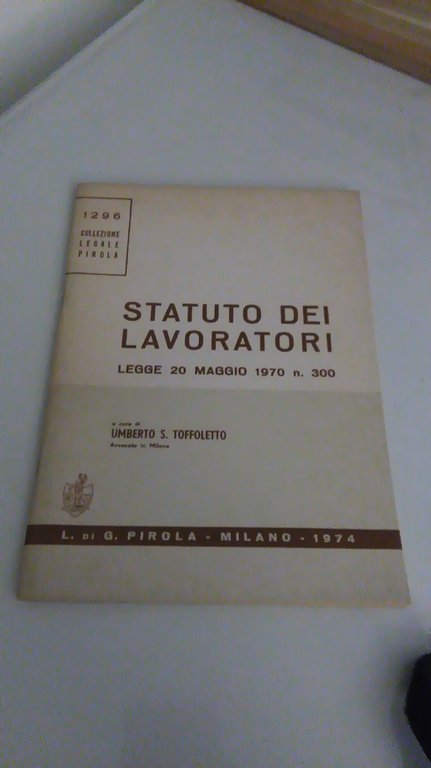 1296
COLLEZIONE
LEGALE
PIROLA
STATUTO DEI
LAVORATORI
LEGGE 20 MAGGIO 1970 n. 300
a cura di
UMBERTO S. TOFFOLETTO
Avvocato in Milano
L. DI G. PIROLA - MILANO - 1974